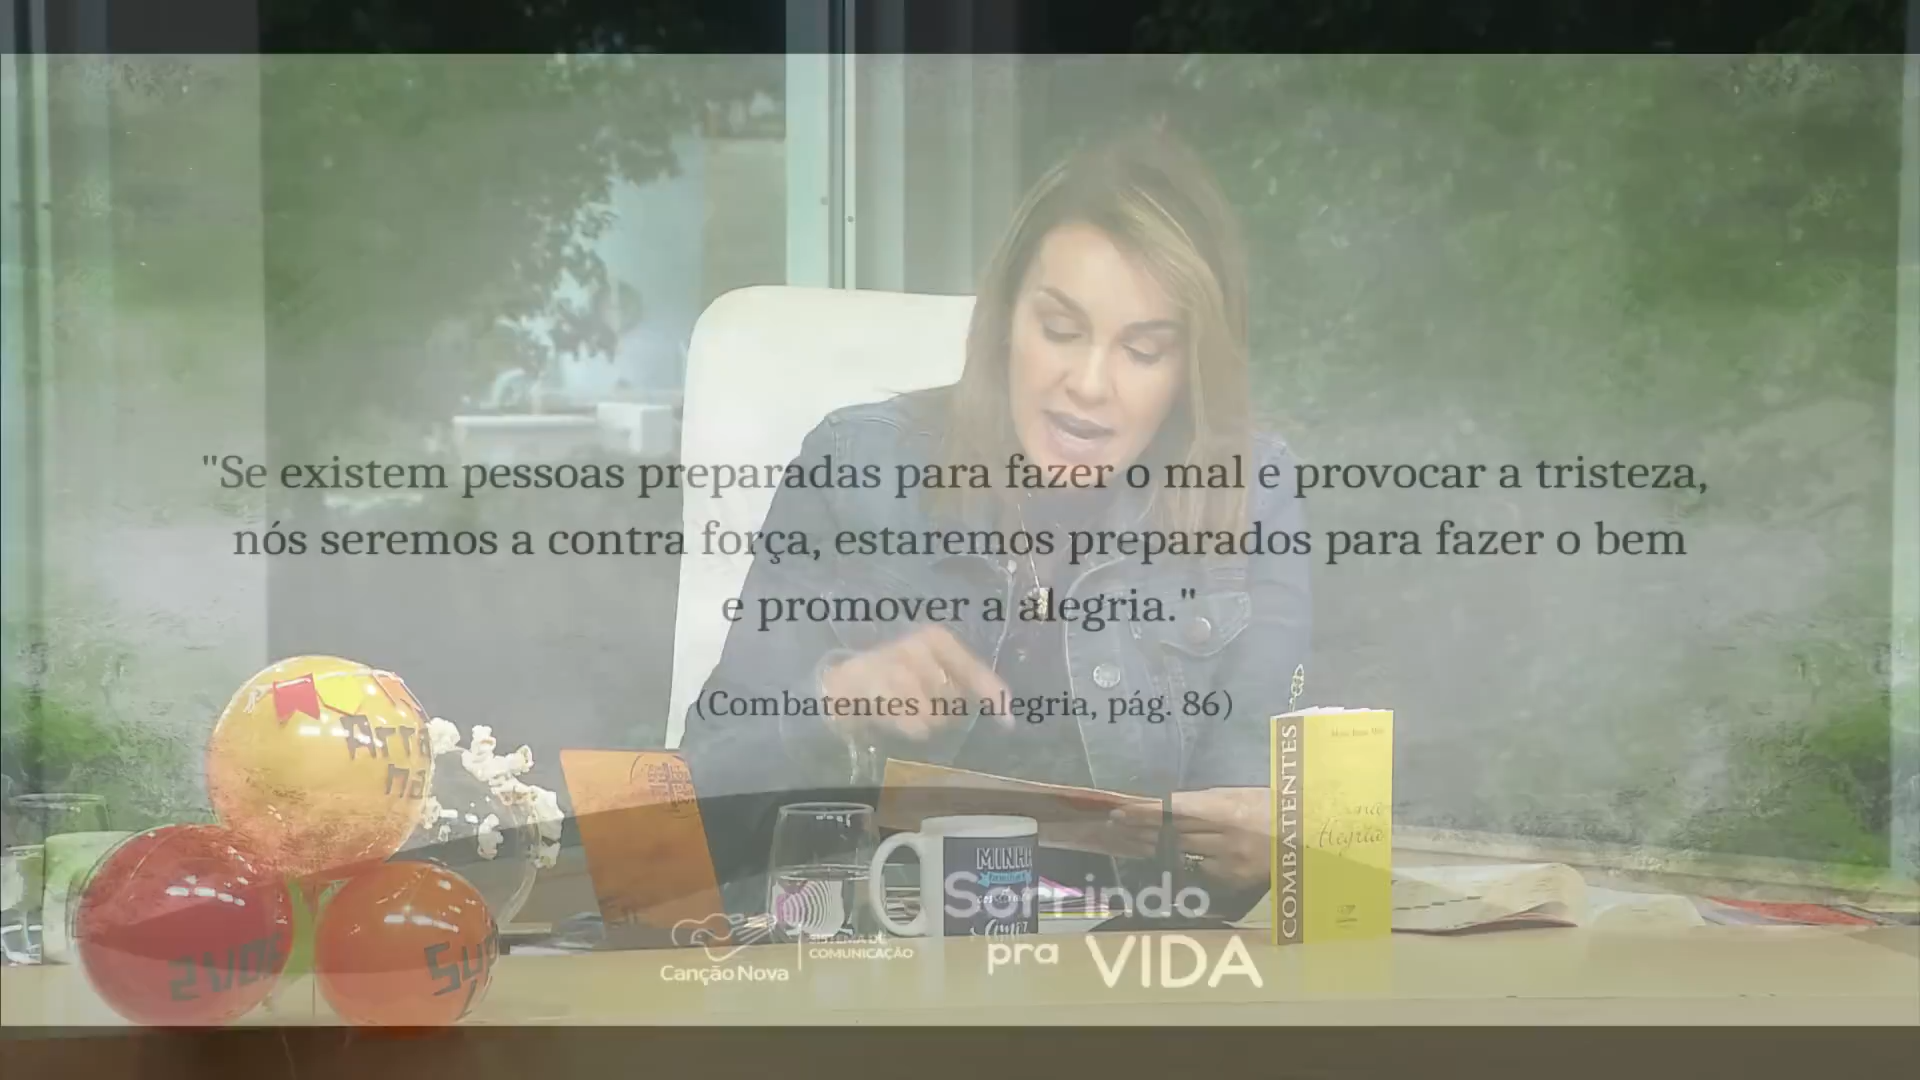 "Se existem pessoas preparadas para fazer o mal e provocar a tristeza,
nós seremos a contra força, estaremos preparados para fazer o bem
e promover a alegria."
(Combatentes na alegria, pág. 86)
COMBATENTES
Alegria
MINHA
Sorrindo
pra VIDA
Canção Nova
SISTEMA DE
COMUNICAÇÃO